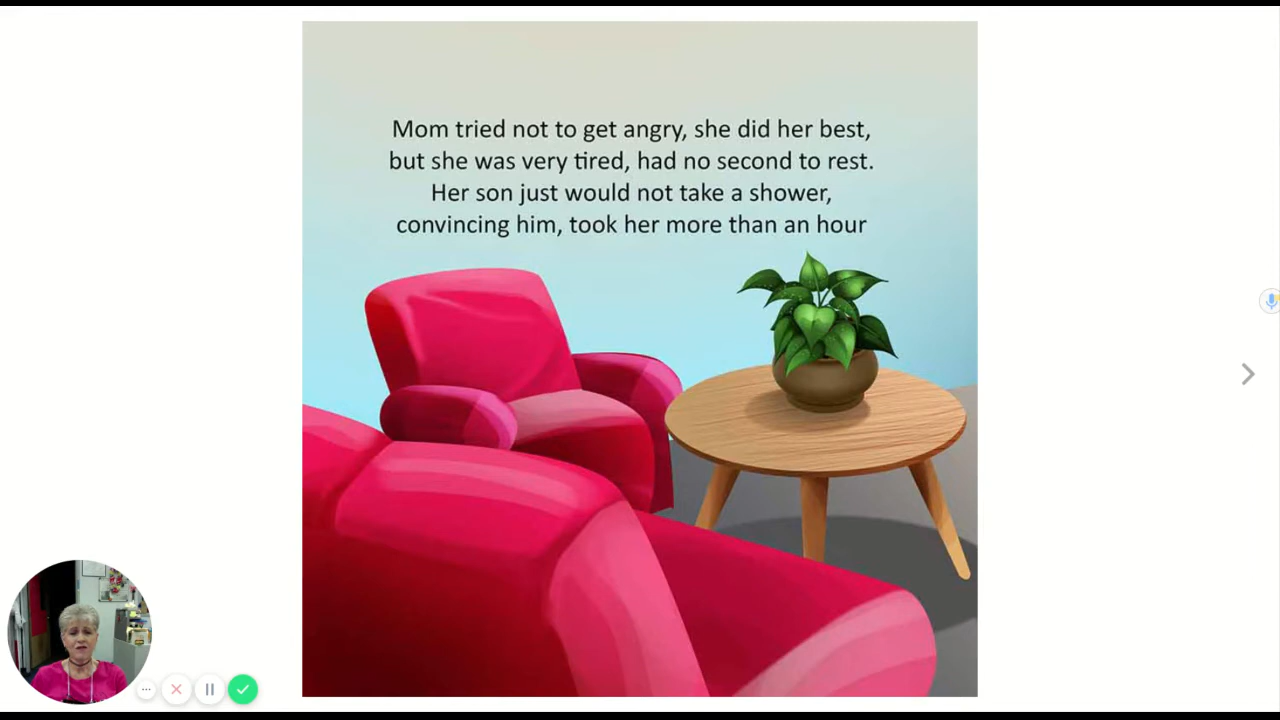 Mom tried not to get angry, she did her best,
but she was very tired, had no second to rest.
Her son just would not take a shower,
convincing him, took her more than an hour